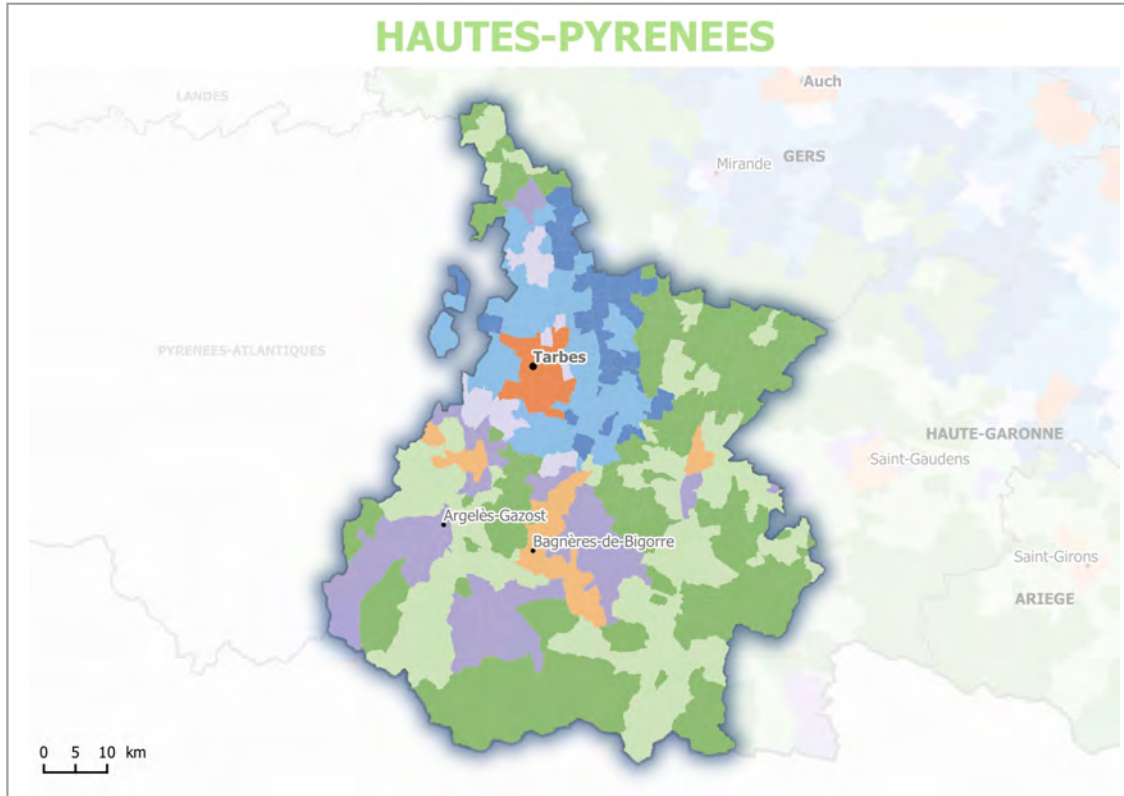 HAUTES-PYRENEES
LANDES
Auch
Mirande
GERS
PYRENEES-ATLANTIQUES
Tarbes
HAUTE-GARONNE
Saint-Gaudens
Argelès-Gazost
Bagnères-de-Bigorre
Saint-Girons
ARIEGE
0 5 10 km